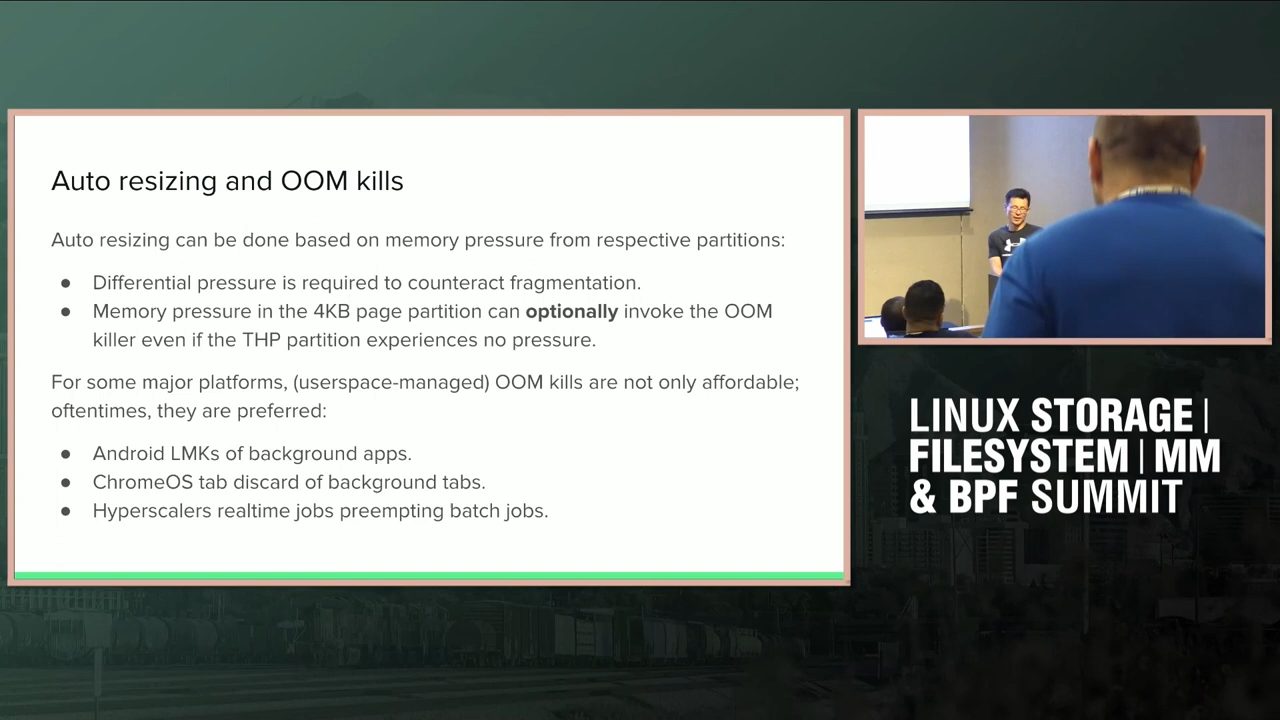 Auto resizing and OOM kills
Auto resizing can be done based on memory pressure from respective partitions:
● Differential pressure is required to counteract fragmentation.
● Memory pressure in the 4KB page partition can optionally invoke the OOM
killer even if the THP partition experiences no pressure.
For some major platforms, (userspace-managed) OOM kills are not only affordable;
oftentimes, they are preferred:
● Android LMKs of background apps.
● ChromeOS tab discard of background tabs.
● Hyperscalers realtime jobs preempting batch jobs.
LINUX STORAGE |
FILESYSTEM | MM
& BPF SUMMIT